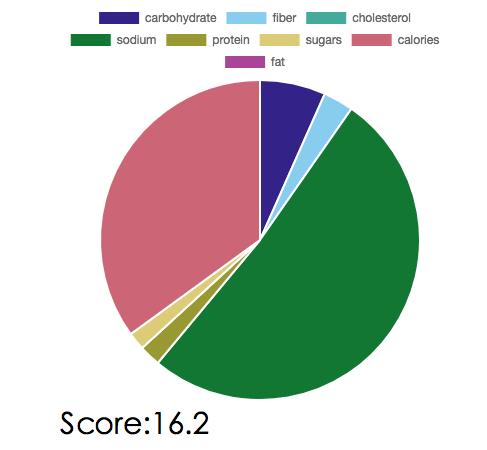 carbohydrate fiber cholesterol
sodium protein sugars calories
fat
Score:16.2